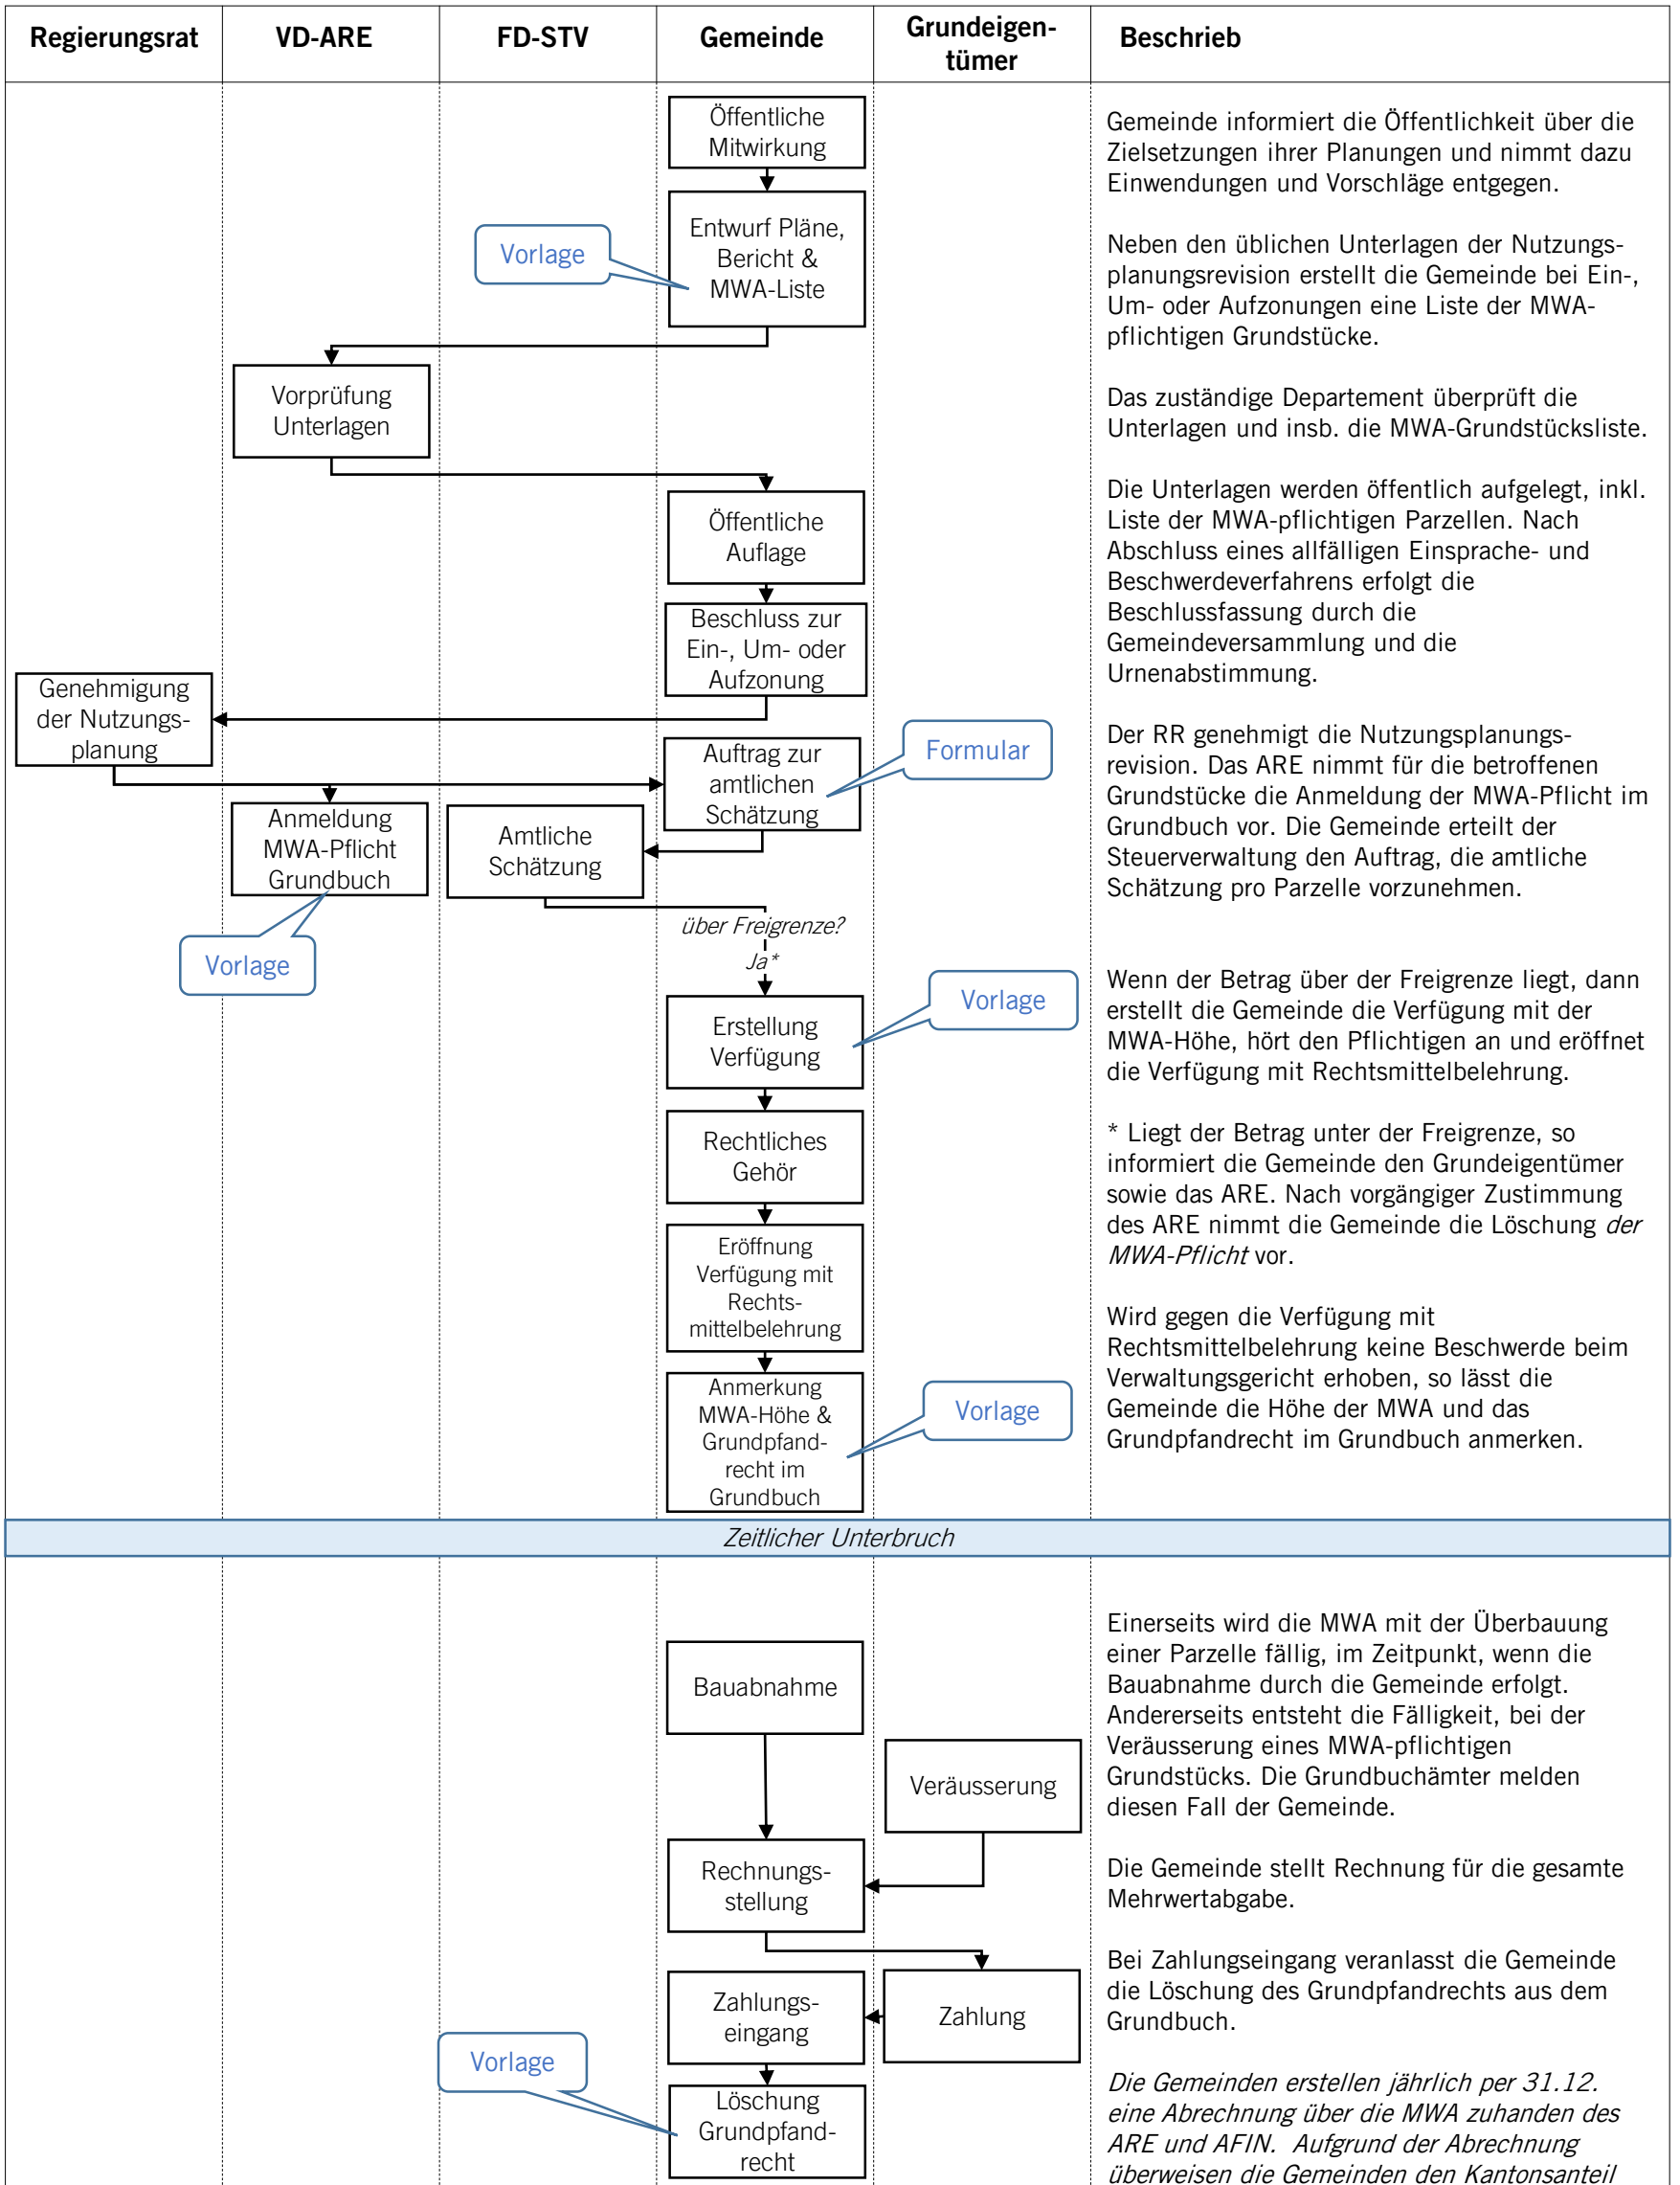 Regierungsrat
VD-ARE
FD-STV
Gemeinde
Grundeigen-
tümer
Beschrieb
Öffentliche
Mitwirkung
Gemeinde informiert die Öffentlichkeit über die
Zielsetzungen ihrer Planungen und nimmt dazu
Einwendungen und Vorschläge entgegen.
Vorlage
Entwurf Pläne,
Bericht &
MWA-Liste
Neben den üblichen Unterlagen der Nutzungs-
planungsrevision erstellt die Gemeinde bei Ein-,
Um- oder Aufzonungen eine Liste der MWA-
pflichtigen Grundstücke.
Vorprüfung
Unterlagen
Das zuständige Departement überprüft die
Unterlagen und insb. die MWA-Grundstücksliste.
Öffentliche
Auflage
Beschluss zur
Ein-, Um- oder
Aufzonung
Die Unterlagen werden öffentlich aufgelegt, inkl.
Liste der MWA-pflichtigen Parzellen. Nach
Abschluss eines allfälligen Einsprache- und
Beschwerdeverfahrens erfolgt die
Beschlussfassung durch die
Gemeindeversammlung und die
Urnenabstimmung.
Genehmigung
der Nutzungs-
planung
Auftrag zur
amtlichen
Schätzung
Formular
Anmeldung
MWA-Pflicht
Grundbuch
Amtliche
Schätzung
Der RR genehmigt die Nutzungsplanungs-
revision. Das ARE nimmt für die betroffenen
Grundstücke die Anmeldung der MWA-Pflicht im
Grundbuch vor. Die Gemeinde erteilt der
Steuerverwaltung den Auftrag, die amtliche
Schätzung pro Parzelle vorzunehmen.
über Freigrenze?
Ja*
Vorlage
Erstellung
Verfügung
Vorlage
Wenn der Betrag über der Freigrenze liegt, dann
erstellt die Gemeinde die Verfügung mit der
MWA-Höhe, hört den Pflichtigen an und eröffnet
die Verfügung mit Rechtsmittelbelehrung.
Rechtliches
Gehör
* Liegt der Betrag unter der Freigrenze, so
informiert die Gemeinde den Grundeigentümer
sowie das ARE. Nach vorgängiger Zustimmung
des ARE nimmt die Gemeinde die Löschung der
MWA-Pflicht vor.
Eröffnung
Verfügung mit
Rechts-
mittelbelehrung
Anmerkung
MWA-Höhe &
Grundpfand-
recht im
Grundbuch
Vorlage
Wird gegen die Verfügung mit
Rechtsmittelbelehrung keine Beschwerde beim
Verwaltungsgericht erhoben, so lässt die
Gemeinde die Höhe der MWA und das
Grundpfandrecht im Grundbuch anmerken.
Zeitlicher Unterbruch
Bauabnahme
Veräusserung
Einerseits wird die MWA mit der Überbauung
einer Parzelle fällig, im Zeitpunkt, wenn die
Bauabnahme durch die Gemeinde erfolgt.
Andererseits entsteht die Fälligkeit, bei der
Veräusserung eines MWA-pflichtigen
Grundstücks. Die Grundbuchämter melden
diesen Fall der Gemeinde.
Rechnungs-
stellung
Die Gemeinde stellt Rechnung für die gesamte
Mehrwertabgabe.
Zahlungs-
eingang
Zahlung
Bei Zahlungseingang veranlasst die Gemeinde
die Löschung des Grundpfandrechts aus dem
Grundbuch.
Vorlage
Löschung
Grundpfand-
recht
Die Gemeinden erstellen jährlich per 31.12.
eine Abrechnung über die MWA zuhanden des
ARE und AFIN. Aufgrund der Abrechnung
überweisen die Gemeinden den Kantonsanteil